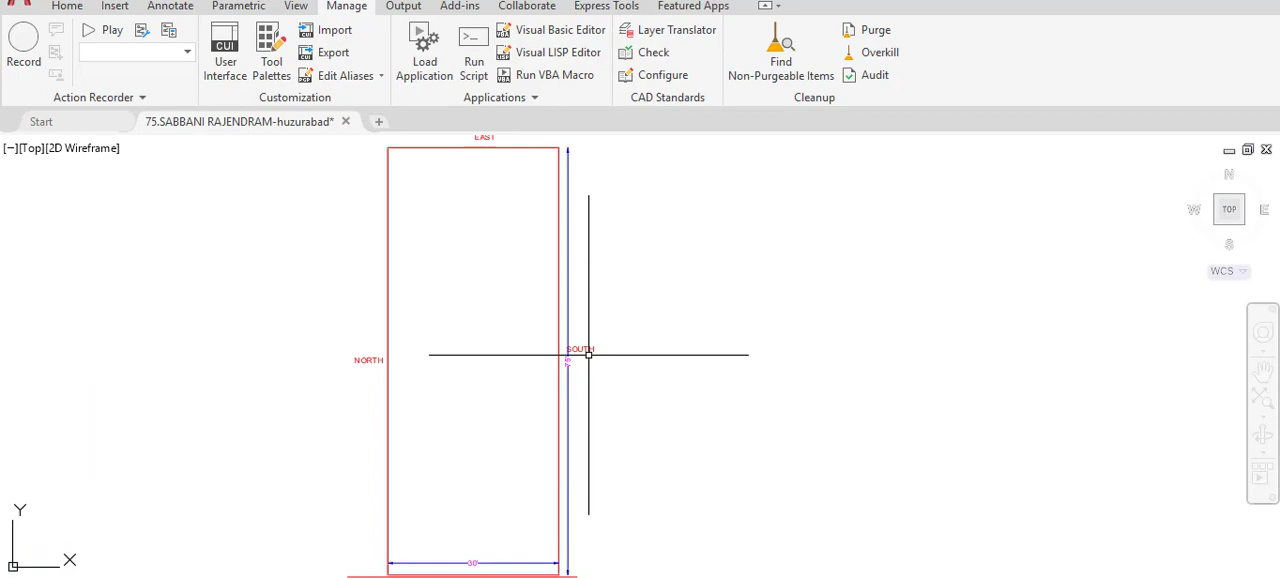 Home Insert Annotate Parametric View Manage Output Add-ins Collaborate Express Tools Featured Apps
Record
Play
Action Recorder
CUI
User Interface
Tool Palettes
Import
Export
Edit Aliases
Customization
Load Application
Run Script
Visual Basic Editor
Visual LISP Editor
Run VBA Macro
Applications
Layer Translator
Check
Configure
CAD Standards
Find
Non-Purgeable Items
Purge
Overkill
Audit
Cleanup
Start
75.SABBANI RAJENDRAM-huzurabad*
[−][Top][2D Wireframe]
EAST
NORTH
SOUTH
75'
30'
N
W
TOP
E
S
WCS
Y
X